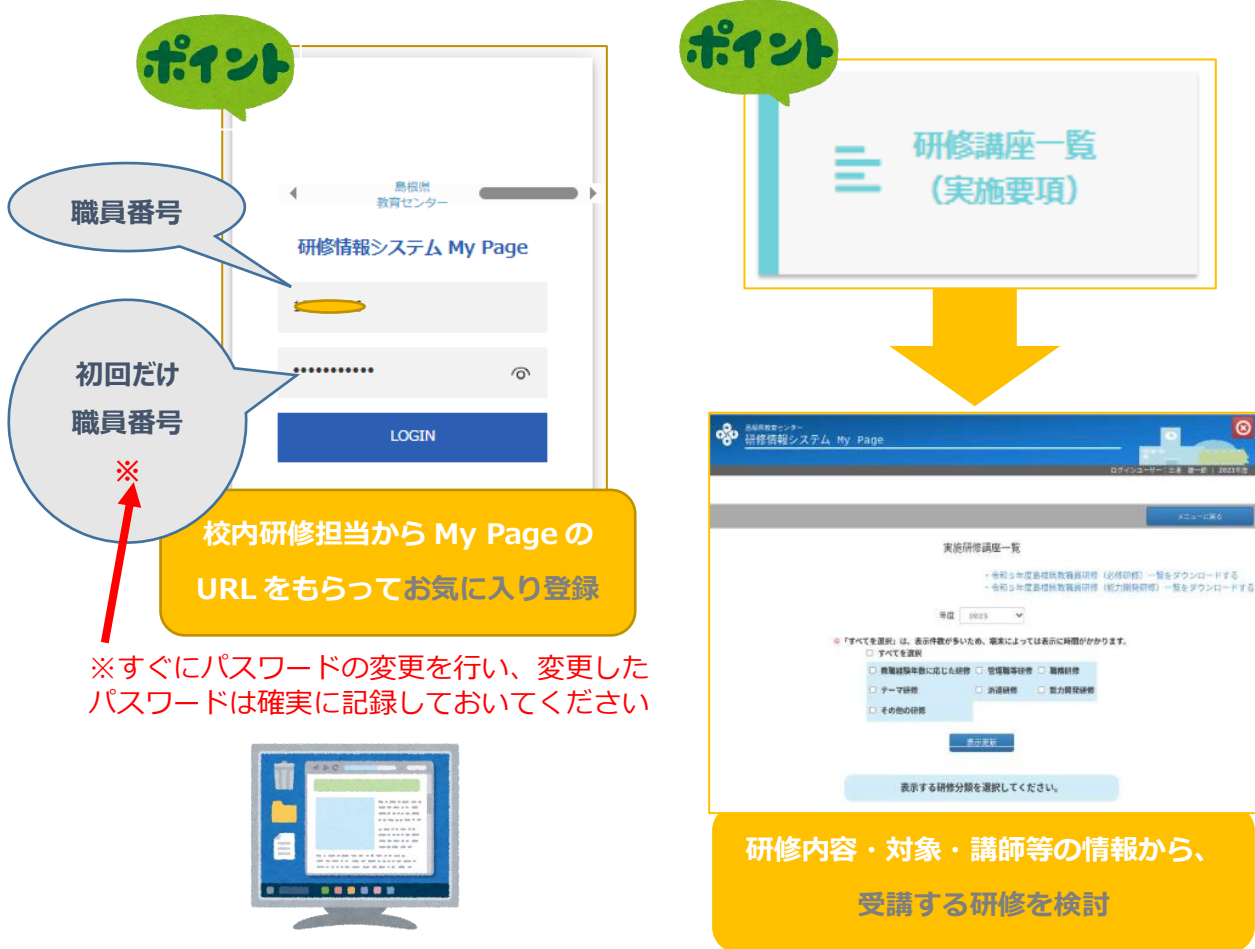 ポイント
職員番号
島根県
教育センター
研修情報システム My Page
初回だけ
職員番号
※
•••••••••••
LOGIN
校内研修担当から My Page の
URL をもらってお気に入り登録
※すぐにパスワードの変更を行い、変更した
パスワードは確実に記録しておいてください
ポイント
研修講座一覧
（実施要項）
島根県教育センター
研修情報システム My Page
メニューに戻る
実施研修講座一覧
・令和５年度島根県教職員研修（必修研修）一覧をダウンロードする
・令和５年度島根県教職員研修（能力開発研修）一覧をダウンロードする
年度 2023
※「すべてを選択」は、表示件数が多いため、端末によっては表示に時間がかかります。
すべてを選択
教職経験年数に応じた研修 管理職等研修 職務研修
テーマ研修 派遣研修 能力開発研修
その他の研修
表示更新
表示する研修分類を選択してください。
研修内容・対象・講師等の情報から、
受講する研修を検討